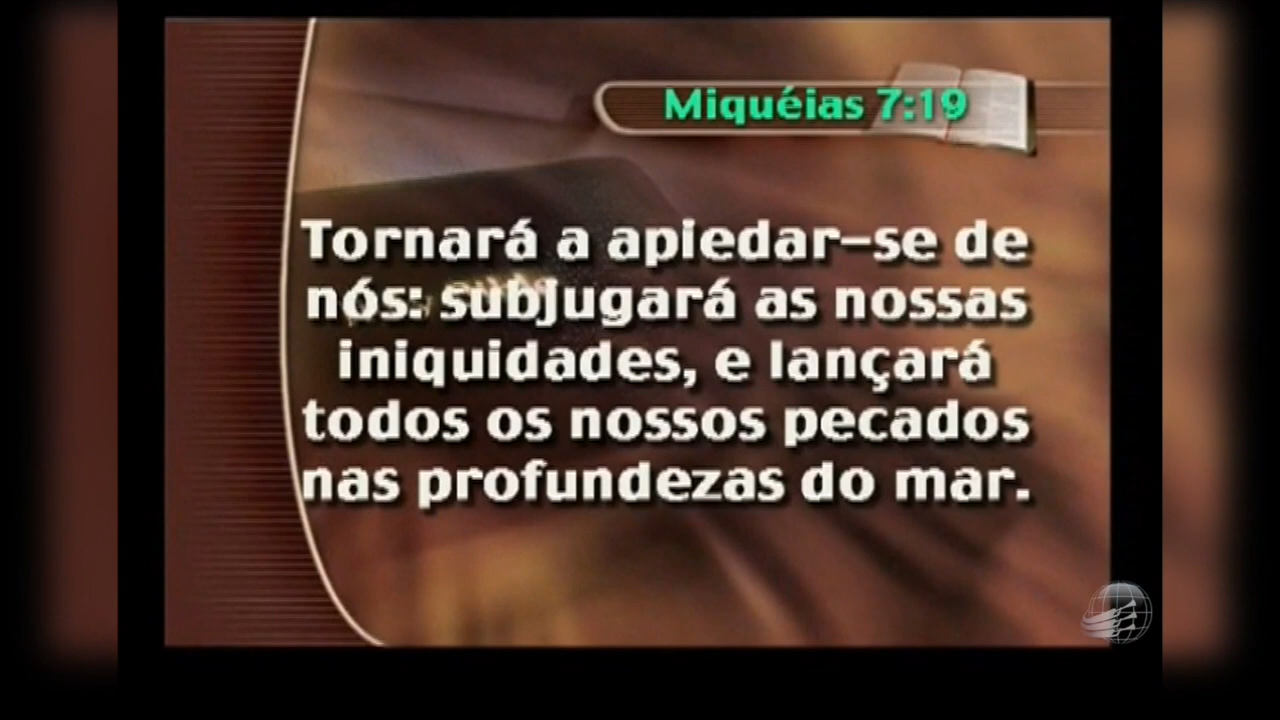 Miquéias 7:19
Tornará a apiedar-se de
nós: subjugará as nossas
iniquidades, e lançará
todos os nossos pecados
nas profundezas do mar.